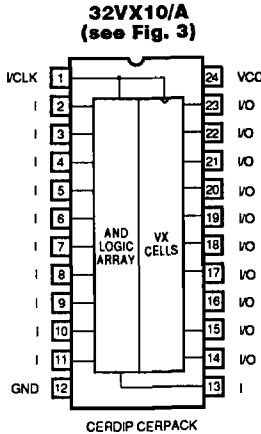 32VX10/A
(see Fig. 3)
I/CLK 1 24 VCC
I 2 23 I/O
I 3 22 I/O
I 4 21 I/O
I 5 20 I/O
I 6 19 I/O
I 7 18 I/O
I 8 17 I/O
I 9 16 I/O
I 10 15 I/O
I 11 14 I/O
GND 12 13 I
AND
LOGIC
ARRAY
VX
CELLS
CERDIP CERPACK